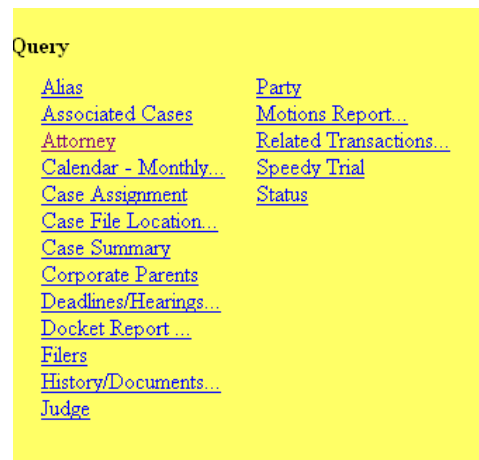 Query
Alias
Associated Cases
Attorney
Calendar - Monthly...
Case Assignment
Case File Location...
Case Summary
Corporate Parents
Deadlines/Hearings...
Docket Report ...
Filers
History/Documents...
Judge
Party
Motions Report...
Related Transactions...
Speedy Trial
Status